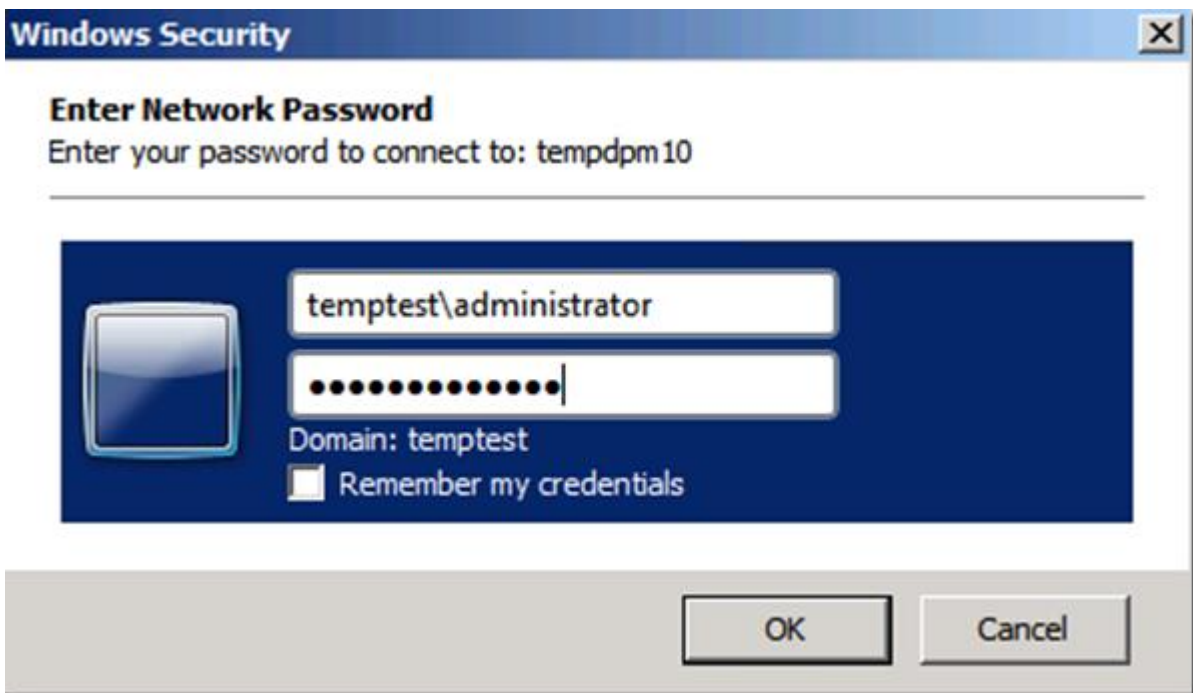 Windows Security
Enter Network Password
Enter your password to connect to: tempdpm10
temptest\administrator
●●●●●●●●●●●●●
Domain: temptest
Remember my credentials
OK Cancel